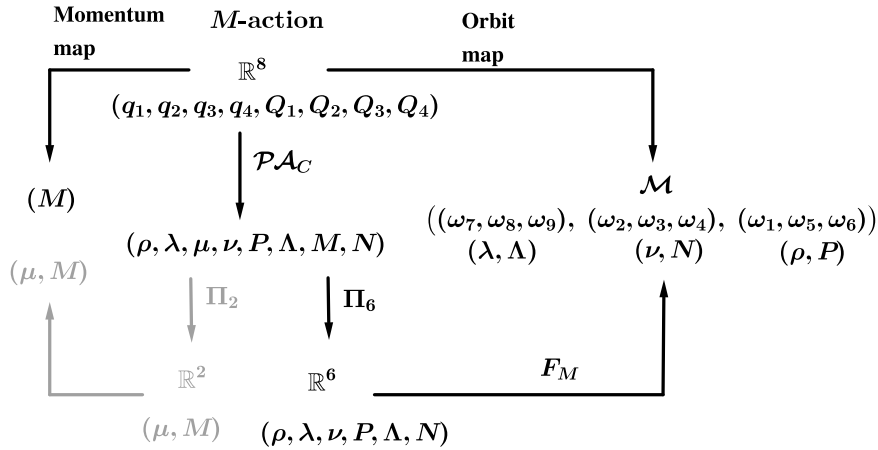 Momentum map
M-action
Orbit map
ℝ⁸
(q₁, q₂, q₃, q₄, Q₁, Q₂, Q₃, Q₄)
𝒫𝒜_C
(M)
ℳ
((ω₇, ω₈, ω₉), (ω₂, ω₃, ω₄), (ω₁, ω₅, ω₆))
(λ, Λ) (ν, N) (ρ, P)
(ρ, λ, μ, ν, P, Λ, M, N)
(μ, M)
Π₂ Π₆
ℝ² ℝ⁶
F_M
(μ, M)
(ρ, λ, ν, P, Λ, N)